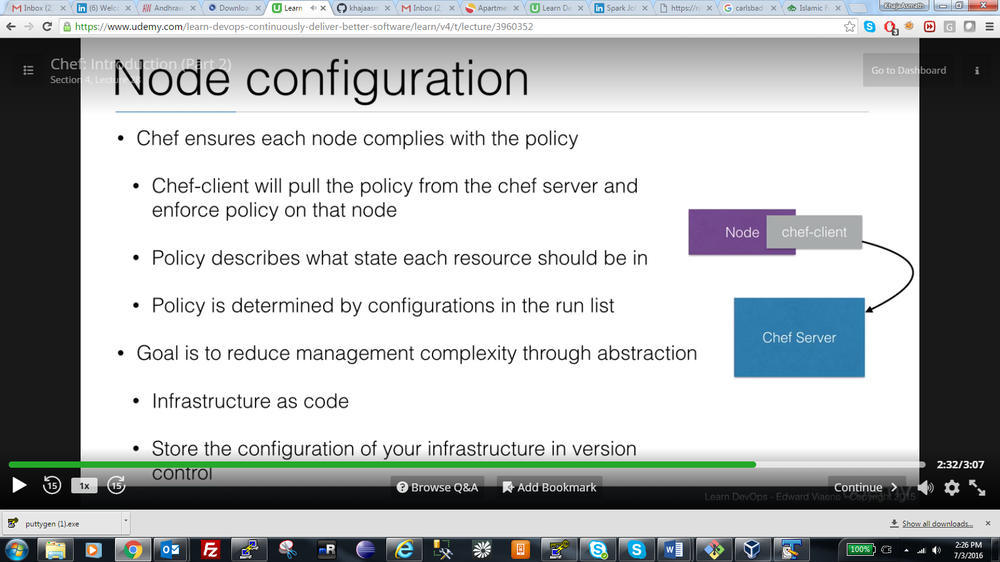 Inbox (2,
(6) Welco
Andhraw
Downloa
Learn
khajaasm
Inbox (2,
Apartme
Learn De
Spark Jo
https://ra
carlsbad
Islamic F
KhajaAsmath
https://www.udemy.com/learn-devops-continuously-deliver-better-software/learn/v4/t/lecture/3960352
Chef: Introduction (Part 2)
Section 4, Lecture 28
Go to Dashboard
Node configuration
• Chef ensures each node complies with the policy
• Chef-client will pull the policy from the chef server and
enforce policy on that node
• Policy describes what state each resource should be in
• Policy is determined by configurations in the run list
• Goal is to reduce management complexity through abstraction
• Infrastructure as code
• Store the configuration of your infrastructure in version
control
Node
chef-client
Chef Server
2:32/3:07
15
1x
15
Browse Q&A
Add Bookmark
Continue
Learn DevOps - Edward Viaene - Copyright 2015
udemy
puttygen (1).exe
Show all downloads...
100%
2:26 PM
7/3/2016